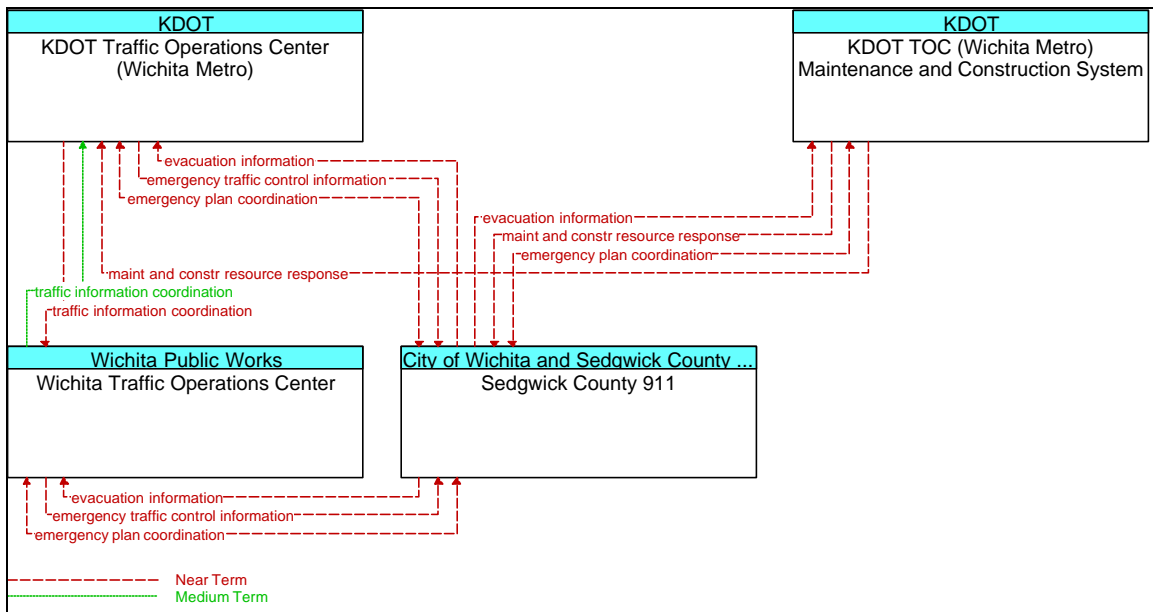 KDOT
KDOT Traffic Operations Center
(Wichita Metro)
KDOT
KDOT TOC (Wichita Metro)
Maintenance and Construction System
evacuation information
emergency traffic control information
emergency plan coordination
evacuation information
maint and constr resource response
emergency plan coordination
maint and constr resource response
traffic information coordination
traffic information coordination
Wichita Public Works
Wichita Traffic Operations Center
City of Wichita and Sedgwick County ...
Sedgwick County 911
evacuation information
emergency traffic control information
emergency plan coordination
Near Term
Medium Term